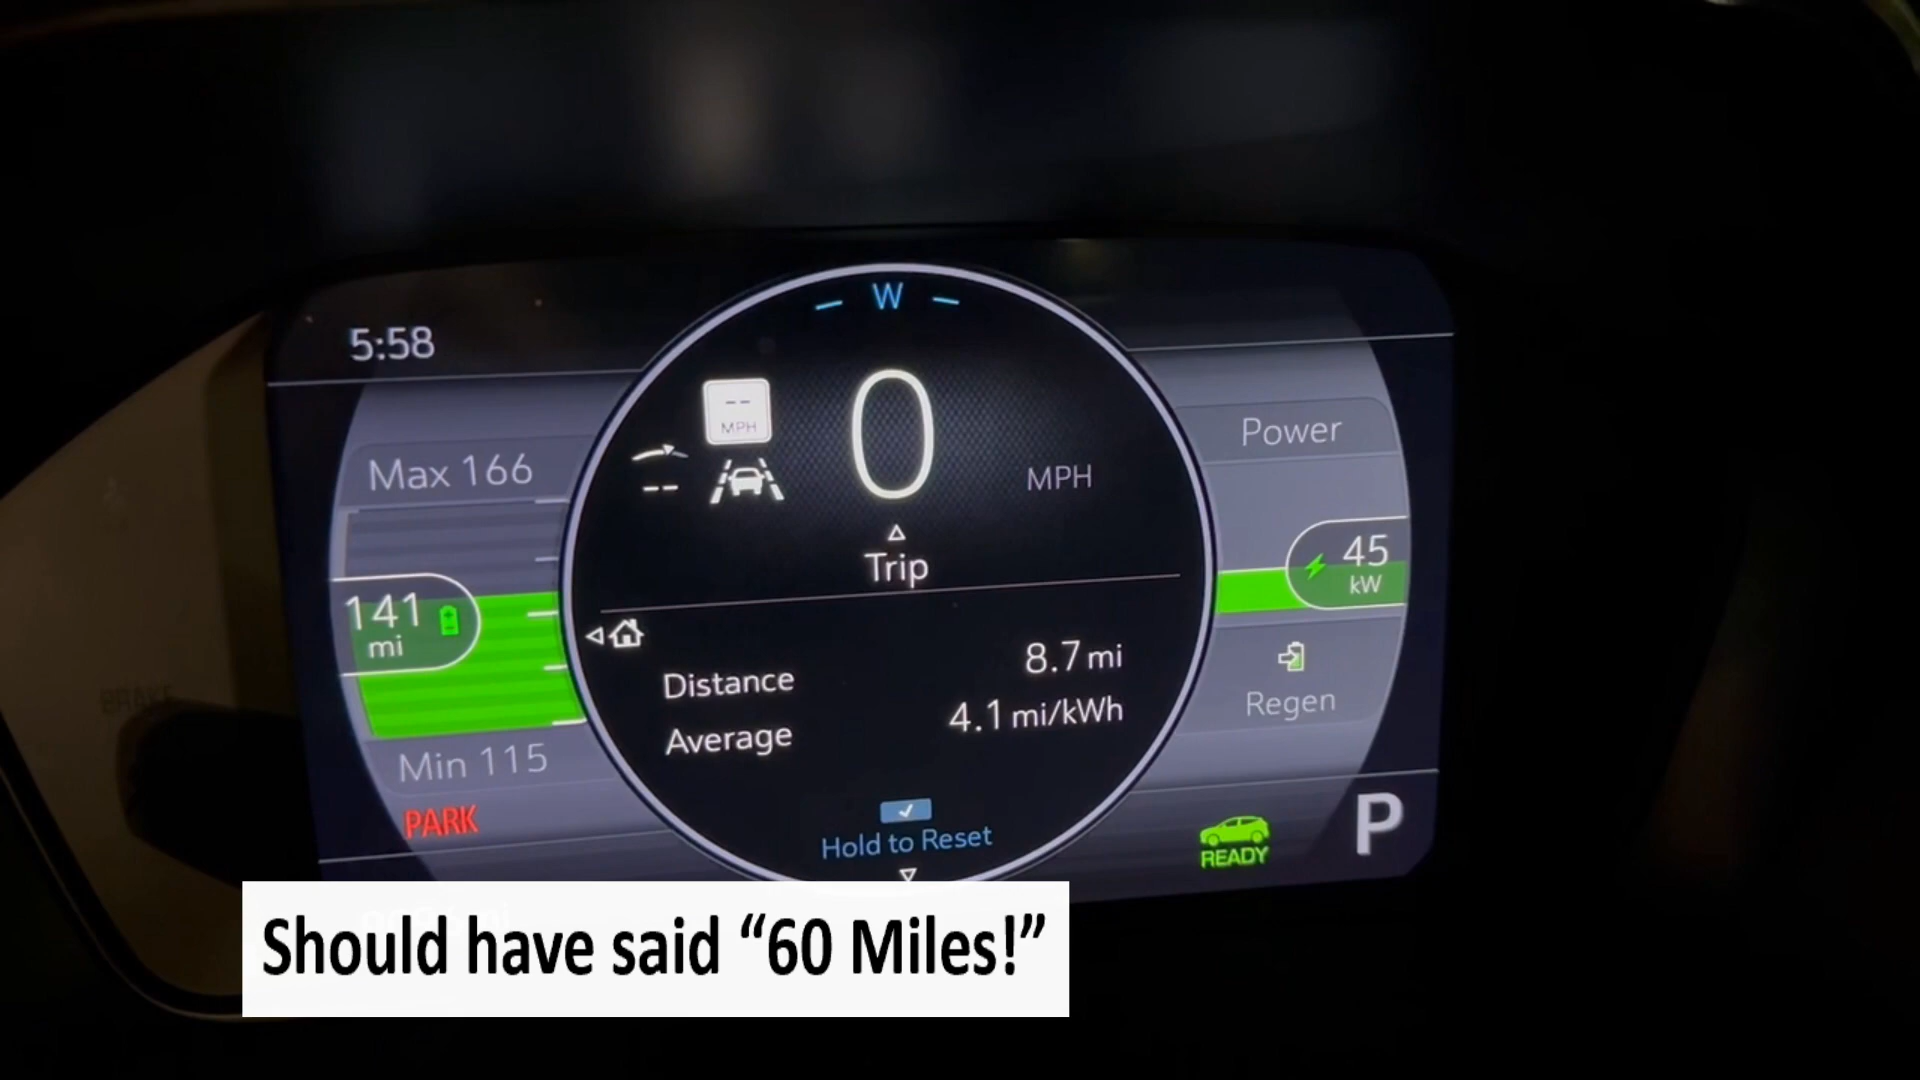 W
5:58
--
MPH
0
MPH
--
Max 166
Power
Trip
141
mi
45
kW
Distance 8.7 mi
Average 4.1 mi/kWh
Regen
Min 115
PARK
Hold to Reset
READY
P
BRAKE
Should have said “60 Miles!”